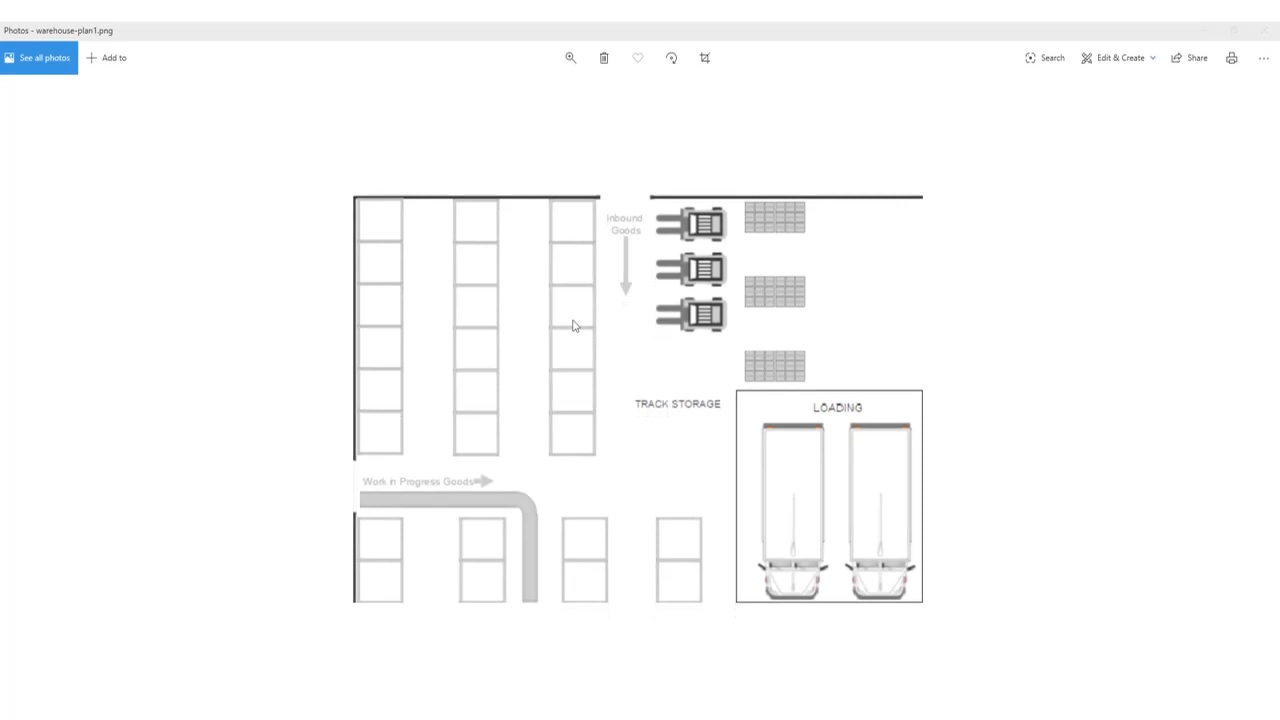 Photos - warehouse-plan1.png
See all photos
Add to
Search
Edit & Create
Share
Inbound
Goods
TRACK STORAGE
LOADING
Work in Progress Goods